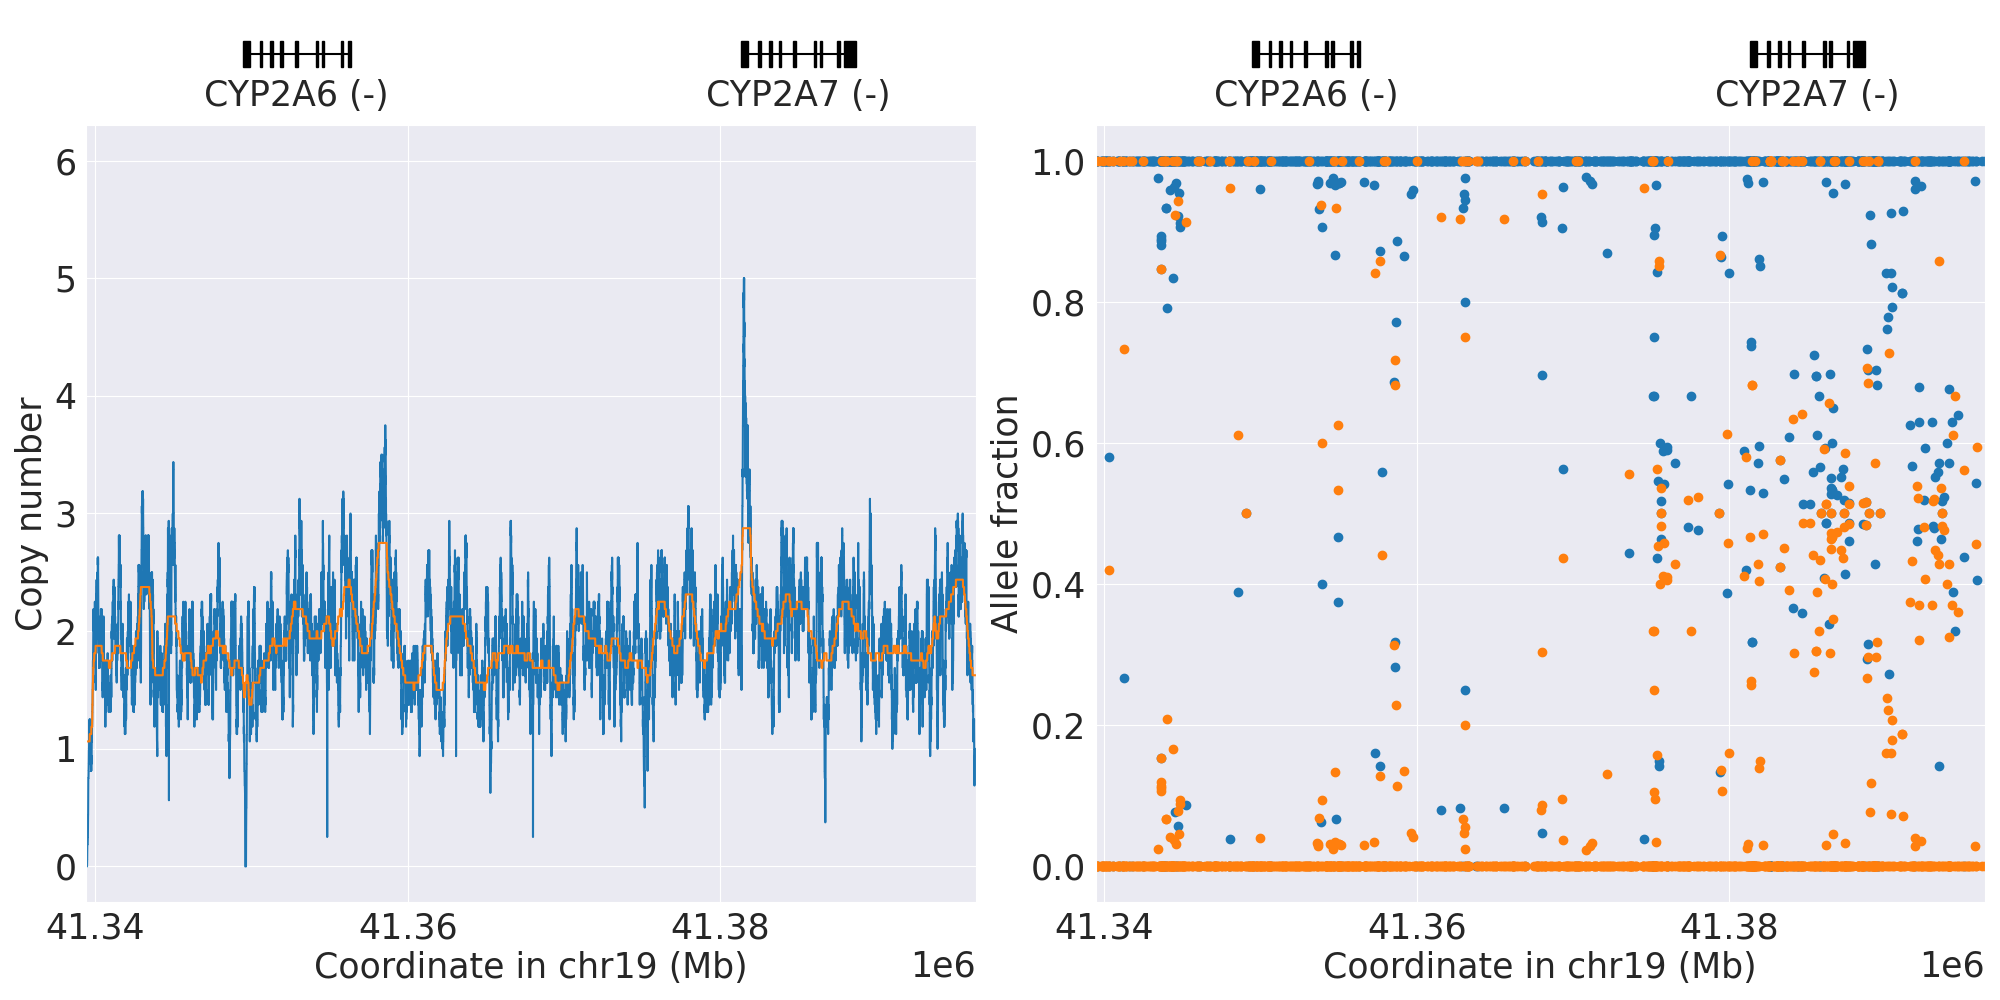 CYP2A6 (-) CYP2A7 (-)
6
5
4
3
2
1
0
Copy number
41.34 41.36 41.38
Coordinate in chr19 (Mb) 1e6
CYP2A6 (-) CYP2A7 (-)
1.0
0.8
0.6
0.4
0.2
0.0
Allele fraction
41.34 41.36 41.38
Coordinate in chr19 (Mb) 1e6